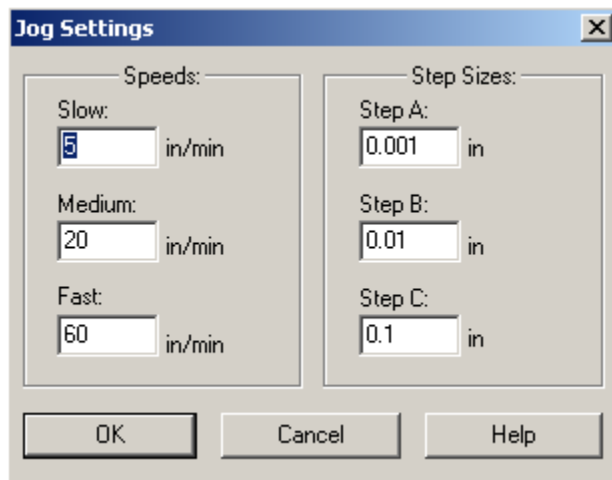 Jog Settings
Speeds:
Slow:
5 in/min
Medium:
20 in/min
Fast:
60 in/min
Step Sizes:
Step A:
0.001 in
Step B:
0.01 in
Step C:
0.1 in
OK Cancel Help